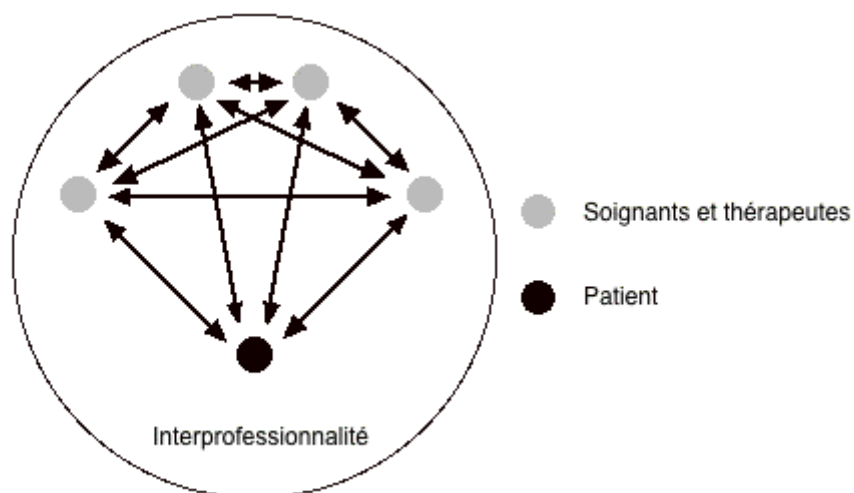 Soignants et thérapeutes
Patient
Interprofessionnalité